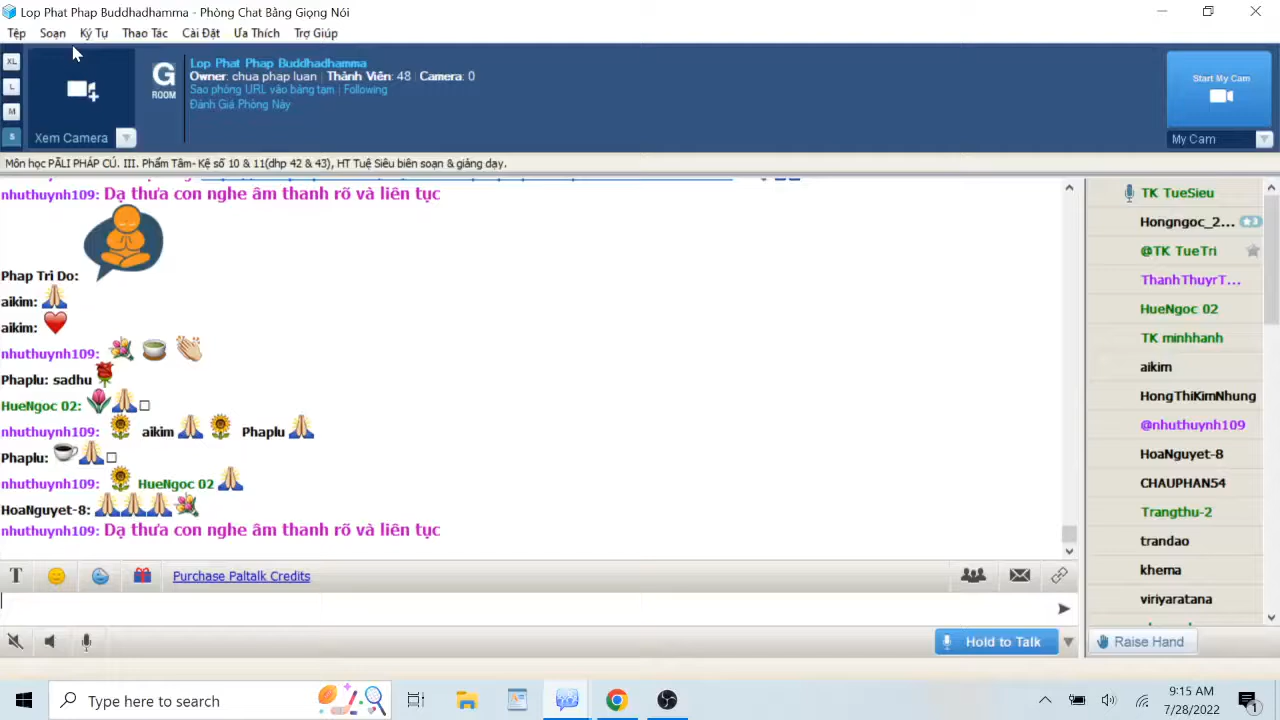 Lop Phat Phap Buddhadhamma - Phòng Chat Bằng Giọng Nói
Tệp Soạn Ký Tự Thao Tác Cài Đặt Ưa Thích Trợ Giúp
XL
L
M
S
Xem Camera
G
ROOM
Lop Phat Phap Buddhadhamma
Owner: chua phap luan | Thành Viên: 48 | Camera: 0
Sao phòng URL vào bảng tạm | Following
Đánh Giá Phòng Này
Start My Cam
My Cam
Môn học PĀLI PHÁP CÚ. III. Phẩm Tâm- Kệ số 10 & 11(dhp 42 & 43), HT Tuệ Siêu biên soạn & giảng dạy.
nhuthuynh109: Dạ thưa con nghe âm thanh rõ và liên tục
Phap Tri Do:
aikim:
aikim:
nhuthuynh109:
Phaplu: sadhu
HueNgoc 02:
nhuthuynh109: aikim Phaplu
Phaplu:
nhuthuynh109: HueNgoc 02
HoaNguyet-8:
nhuthuynh109: Dạ thưa con nghe âm thanh rõ và liên tục
TK TueSieu
Hongngoc_2... 3
@TK TueTri
ThanhThuyrT...
HueNgoc 02
TK minhhanh
aikim
HongThiKimNhung
@nhuthuynh109
HoaNguyet-8
CHAUPHAN54
Trangthu-2
trandao
khema
viriyaratana
T Purchase Paltalk Credits
Hold to Talk
Raise Hand
Type here to search
9:15 AM
7/28/2022
1